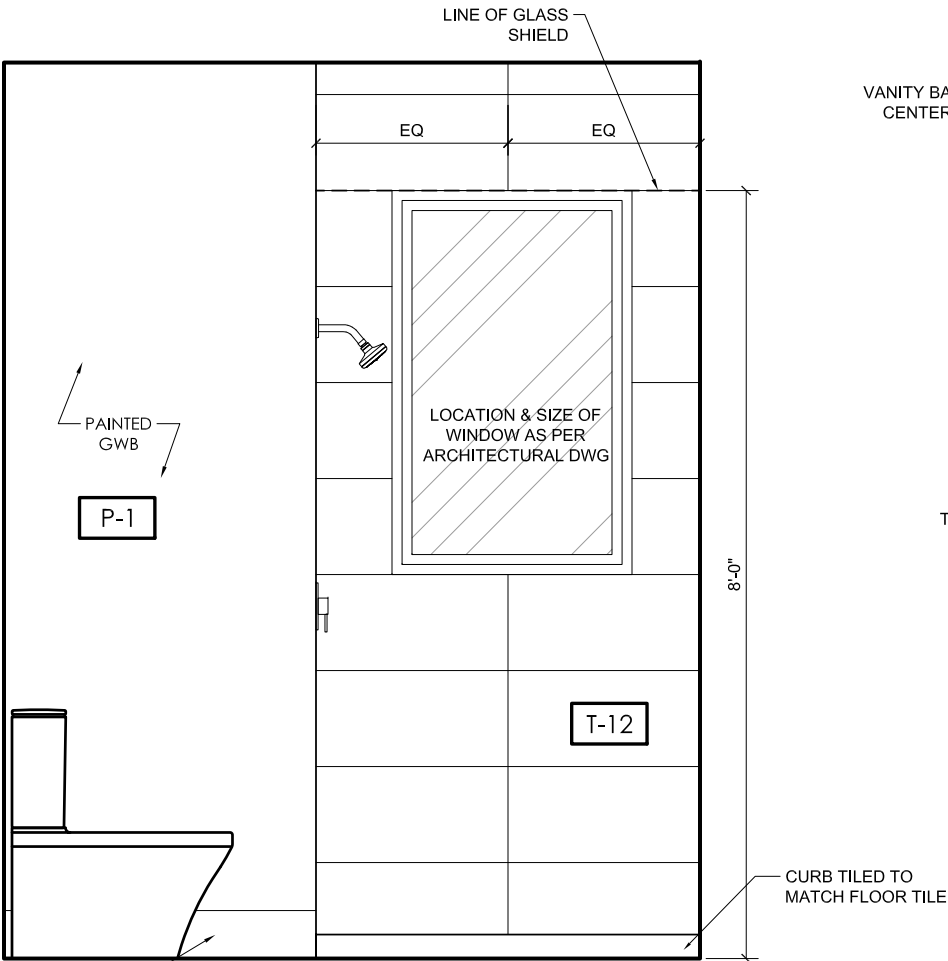 LINE OF GLASS
SHIELD
VANITY BA
CENTER
EQ
EQ
LOCATION & SIZE OF
WINDOW AS PER
ARCHITECTURAL DWG
PAINTED
GWB
P-1
T
8'-0"
T-12
CURB TILED TO
MATCH FLOOR TILE